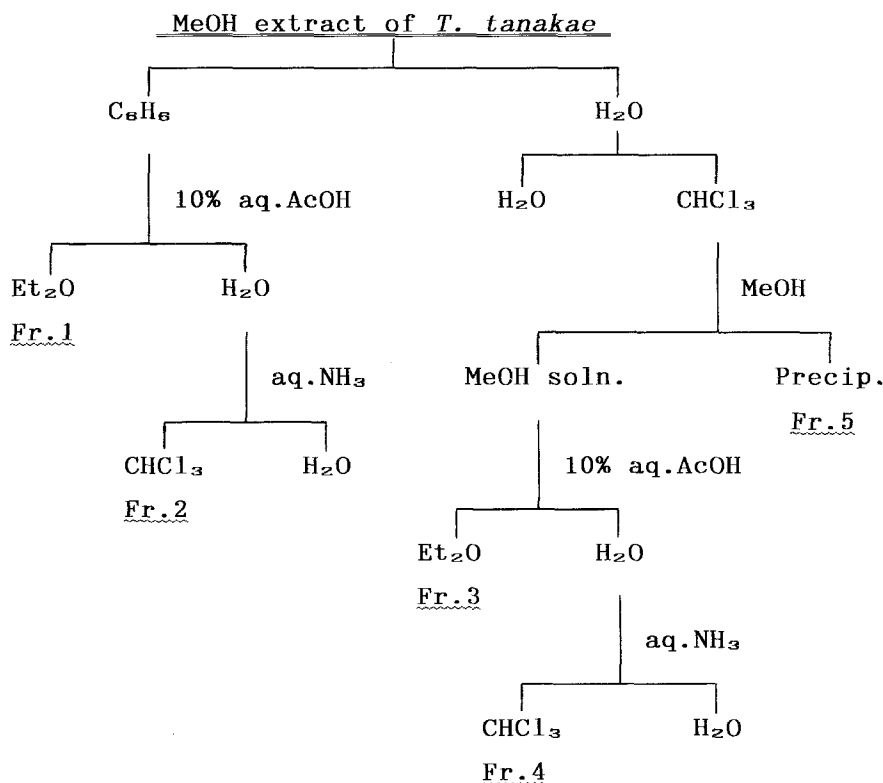 MeOH extract of T. tanakae
C₆H₆ H₂O
10% aq.AcOH H₂O CHCl₃
Et₂O H₂O MeOH
Fr.1
aq.NH₃ MeOH soln. Precip.
Fr.5
CHCl₃ H₂O 10% aq.AcOH
Fr.2
Et₂O H₂O
Fr.3
aq.NH₃
CHCl₃ H₂O
Fr.4